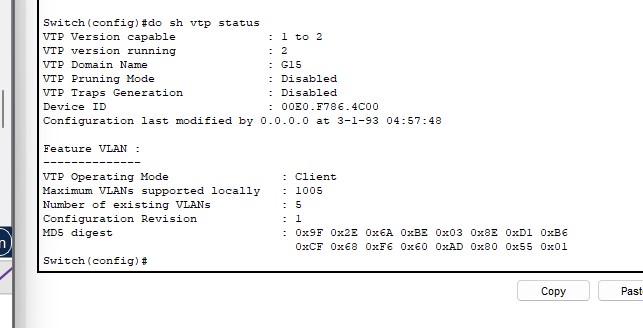 Switch(config)#do sh vtp status
VTP Version capable : 1 to 2
VTP version running : 2
VTP Domain Name : G15
VTP Pruning Mode : Disabled
VTP Traps Generation : Disabled
Device ID : 00E0.F786.4C00
Configuration last modified by 0.0.0.0 at 3-1-93 04:57:48
Feature VLAN :
--------------
VTP Operating Mode : Client
Maximum VLANs supported locally : 1005
Number of existing VLANs : 5
Configuration Revision : 1
MD5 digest : 0x9F 0x2E 0x6A 0xBE 0x03 0x8E 0xD1 0xB6
0xCF 0x68 0xF6 0x60 0xAD 0x80 0x55 0x01
Switch(config)#
Copy Past